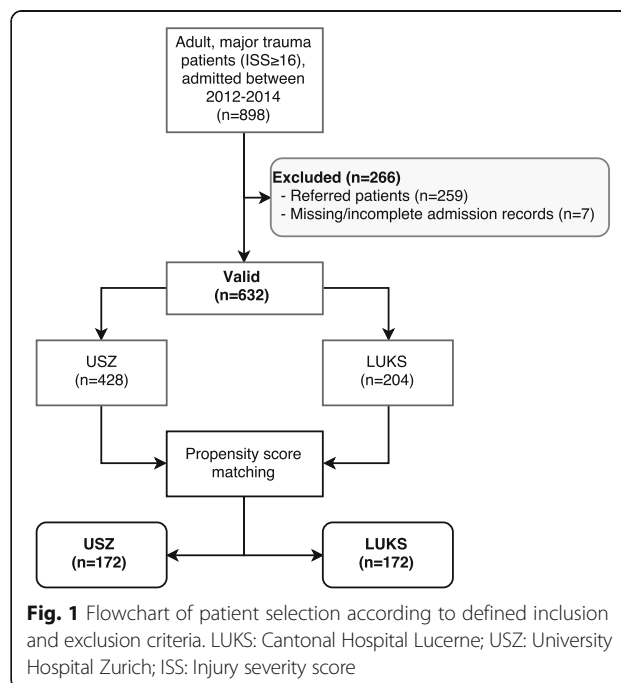 Adult, major trauma
patients (ISS≥16),
admitted between
2012-2014
(n=898)
Excluded (n=266)
- Referred patients (n=259)
- Missing/incomplete admission records (n=7)
Valid
(n=632)
USZ
(n=428)
LUKS
(n=204)
Propensity score
matching
USZ
(n=172)
LUKS
(n=172)
Fig. 1 Flowchart of patient selection according to defined inclusion
and exclusion criteria. LUKS: Cantonal Hospital Lucerne; USZ: University
Hospital Zurich; ISS: Injury severity score